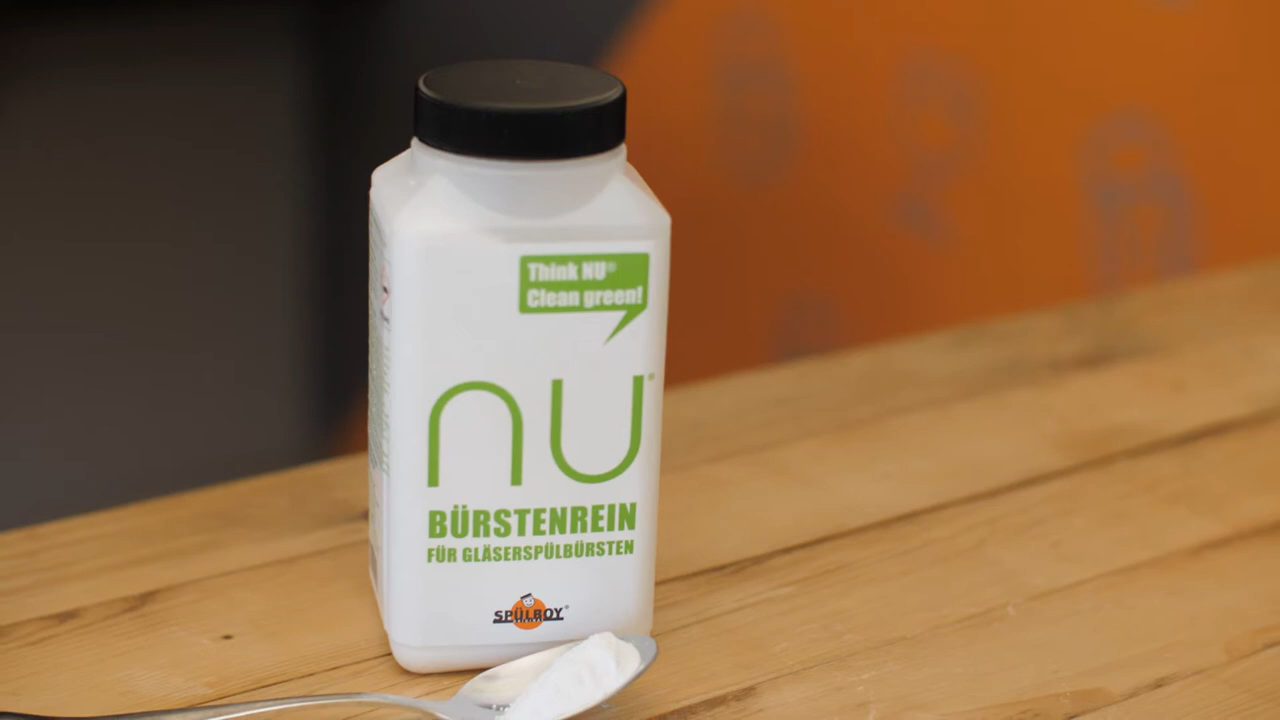 Think NU®
Clean green!
nu®
BÜRSTENREIN
FÜR GLÄSERSPÜLBÜRSTEN
SPÜLBOY®